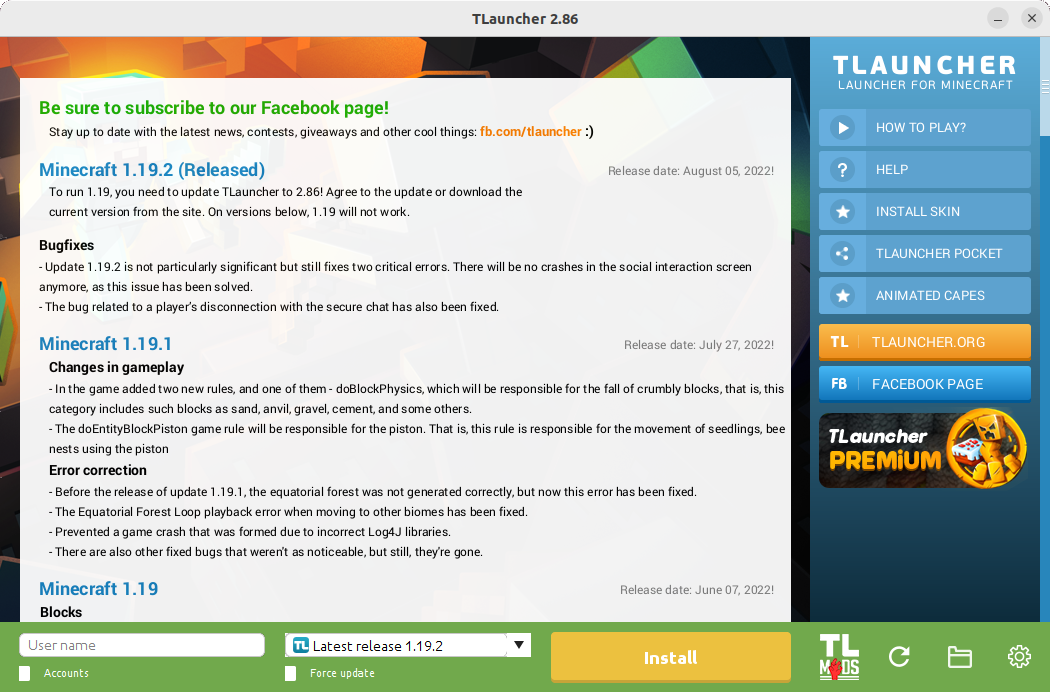 TLauncher 2.86
Be sure to subscribe to our Facebook page!
Stay up to date with the latest news, contests, giveaways and other cool things: fb.com/tlauncher :)
Minecraft 1.19.2 (Released)
Release date: August 05, 2022!
To run 1.19, you need to update TLauncher to 2.86! Agree to the update or download the
current version from the site. On versions below, 1.19 will not work.
Bugfixes
- Update 1.19.2 is not particularly significant but still fixes two critical errors. There will be no crashes in the social interaction screen
anymore, as this issue has been solved.
- The bug related to a player's disconnection with the secure chat has also been fixed.
Minecraft 1.19.1
Release date: July 27, 2022!
Changes in gameplay
- In the game added two new rules, and one of them - doBlockPhysics, which will be responsible for the fall of crumbly blocks, that is, this
category includes such blocks as sand, anvil, gravel, cement, and some others.
- The doEntityBlockPiston game rule will be responsible for the piston. That is, this rule is responsible for the movement of seedlings, bee
nests using the piston
Error correction
- Before the release of update 1.19.1, the equatorial forest was not generated correctly, but now this error has been fixed.
- The Equatorial Forest Loop playback error when moving to other biomes has been fixed.
- Prevented a game crash that was formed due to incorrect Log4J libraries.
- There are also other fixed bugs that weren't as noticeable, but still, they're gone.
Minecraft 1.19
Release date: June 07, 2022!
Blocks
TLAUNCHER
LAUNCHER FOR MINECRAFT
HOW TO PLAY?
? HELP
INSTALL SKIN
TLAUNCHER POCKET
ANIMATED CAPES
TL TLAUNCHER.ORG
FB FACEBOOK PAGE
TLauncher
PREMIUM
User name
Accounts
TL Latest release 1.19.2
Force update
Install
TL
MODS